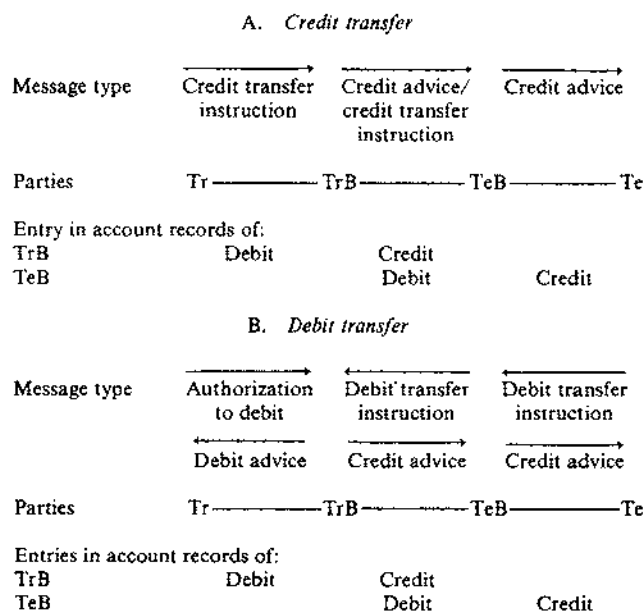 A. Credit transfer
Message type Credit transfer Credit advice/ Credit advice
instruction credit transfer
instruction
Parties Tr TrB TeB Te
Entry in account records of:
TrB Debit Credit
TeB Debit Credit
B. Debit transfer
Message type Authorization Debit transfer Debit transfer
to debit instruction instruction
Debit advice Credit advice Credit advice
Parties Tr TrB TeB Te
Entries in account records of:
TrB Debit Credit
TeB Debit Credit